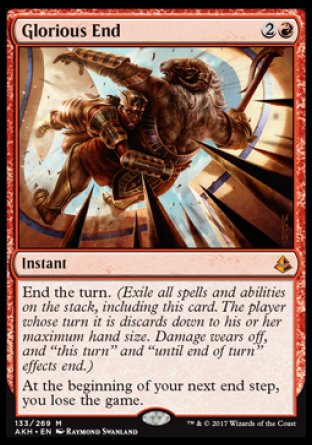 Glorious End 2
Instant
End the turn. (Exile all spells and abilities
on the stack, including this card. The player
whose turn it is discards down to his or her
maximum hand size. Damage wears off,
and “this turn” and “until end of turn”
effects end.)
At the beginning of your next end step,
you lose the game.
133/269 M
AKH • EN RAYMOND SWANLAND
™ & © 2017 Wizards of the Coast